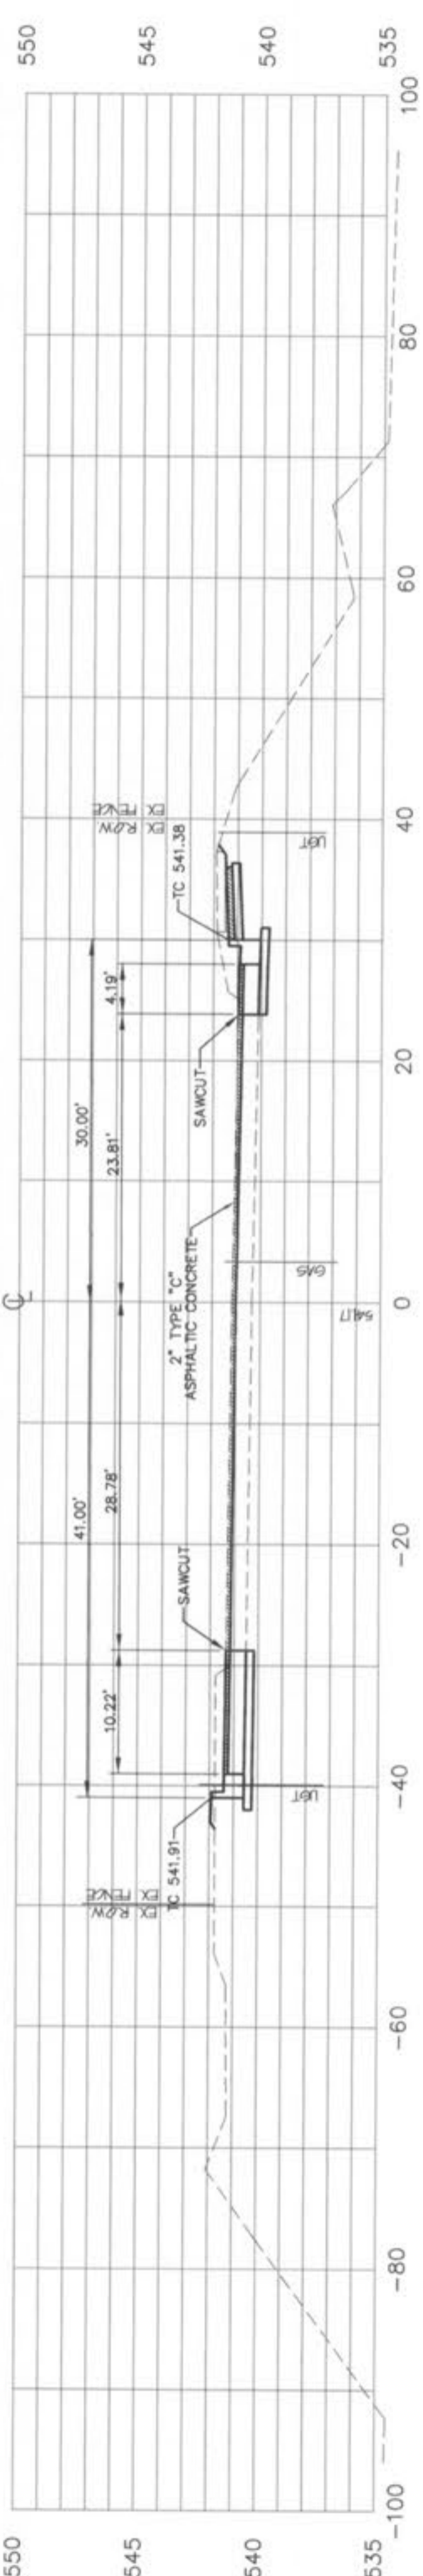 550
545
540
535
℄
41.00'
30.00'
10.22'
28.78'
23.81'
4.19'
EX R.O.W
EX FENCE
TC 541.91
SAWCUT
2" TYPE "C"
ASPHALTIC CONCRETE
SAWCUT
TC 541.38
EX R.O.W
EX FENCE
UGT
GAS
UGT
550
545
540
535
-100
-80
-60
-40
-20
0
20
40
60
80
100